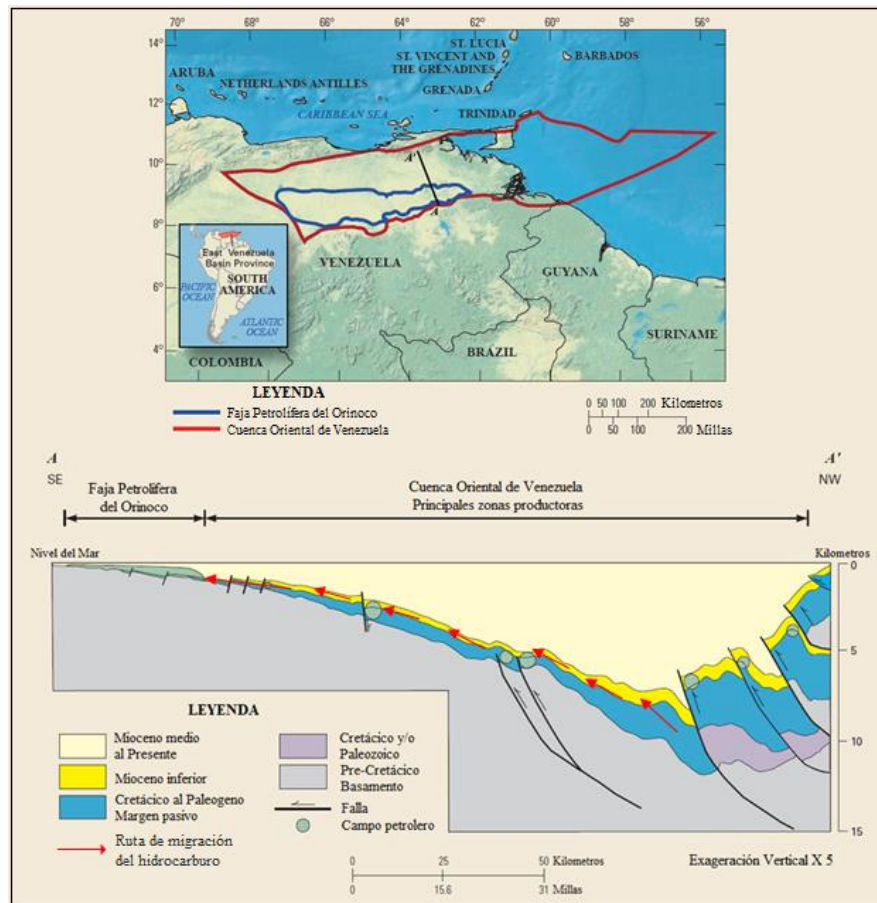 70°
68°
66°
64°
62°
60°
58°
56°
14°
12°
10°
8°
6°
4°
ST. LUCIA
ST. VINCENT AND
THE GRENADINES
BARBADOS
ARUBA
NETHERLANDS ANTILLES
GRENADA
CARIBBEAN SEA
TRINIDAD
A'
A
East Venezuela
Basin Province
SOUTH
AMERICA
PACIFIC
OCEAN
ATLANTIC
OCEAN
VENEZUELA
GUYANA
SURINAME
COLOMBIA
BRAZIL
LEYENDA
Faja Petrolífera del Orinoco
Cuenca Oriental de Venezuela
0 50 100 200 Kilometros
0 50 100 200
Millas
A
SE
A'
NW
Faja Petrolífera
del Orinoco
Cuenca Oriental de Venezuela
Principales zonas productoras
Nivel del Mar
Kilometros
0
5
10
15
LEYENDA
Mioceno medio
al Presente
Mioceno inferior
Cretácico al Paleogeno
Margen pasivo
Ruta de migración
del hidrocarburo
Cretácico y/o
Paleozoico
Pre-Cretácico
Basamento
Falla
Campo petrolero
0 25 50 Kilometros
0 15.6 31 Millas
Exageración Vertical X 5